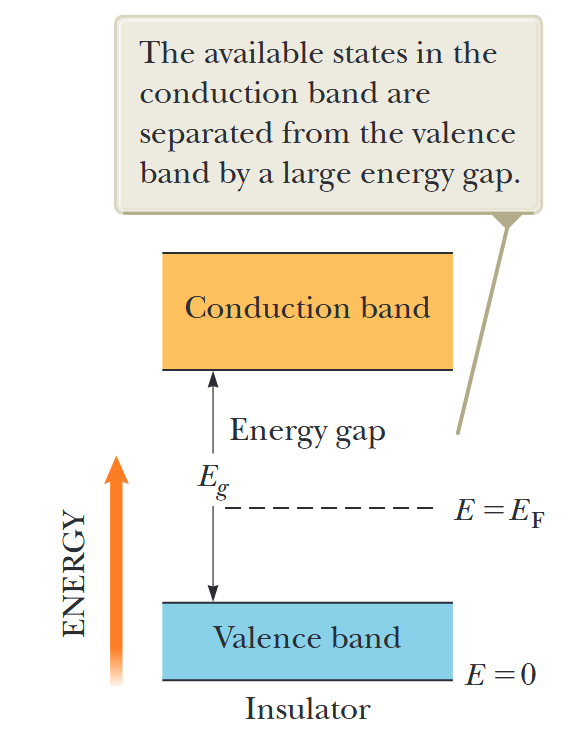 The available states in the
conduction band are
separated from the valence
band by a large energy gap.
Conduction band
Energy gap
E_g
E = E_F
ENERGY
Valence band
E = 0
Insulator